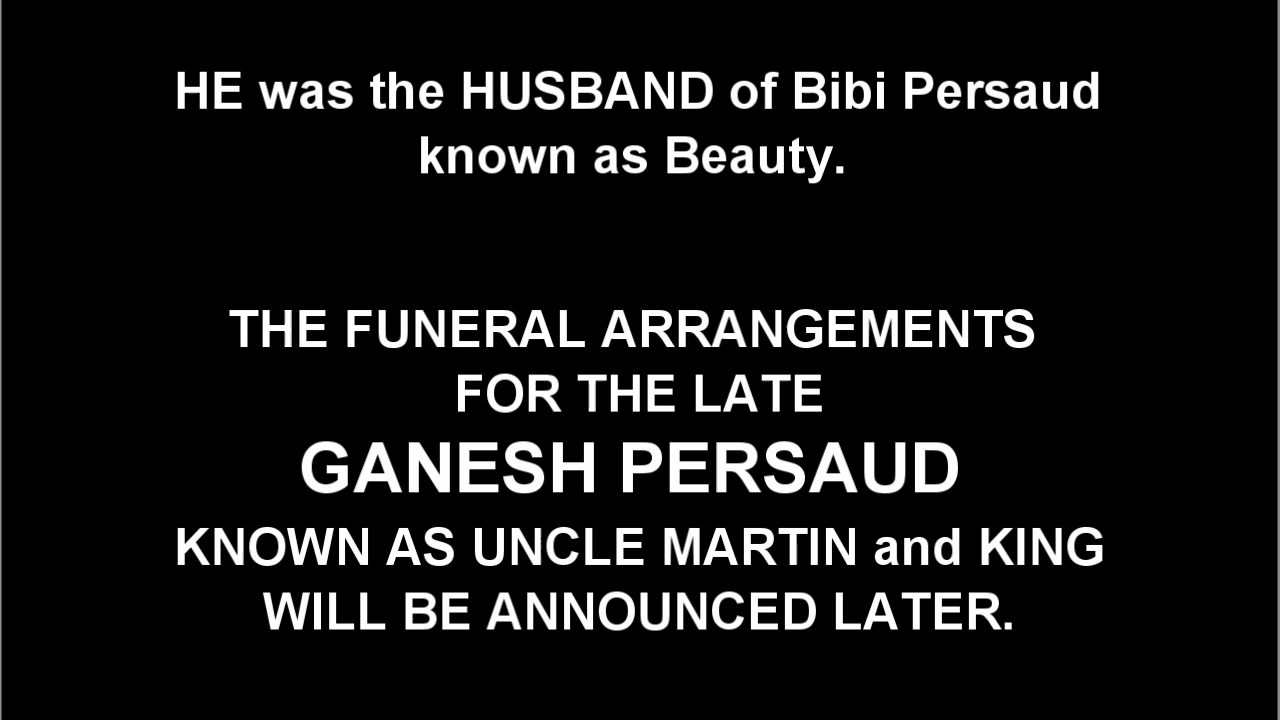 HE was the HUSBAND of Bibi Persaud
known as Beauty.
THE FUNERAL ARRANGEMENTS
FOR THE LATE
GANESH PERSAUD
KNOWN AS UNCLE MARTIN and KING
WILL BE ANNOUNCED LATER.